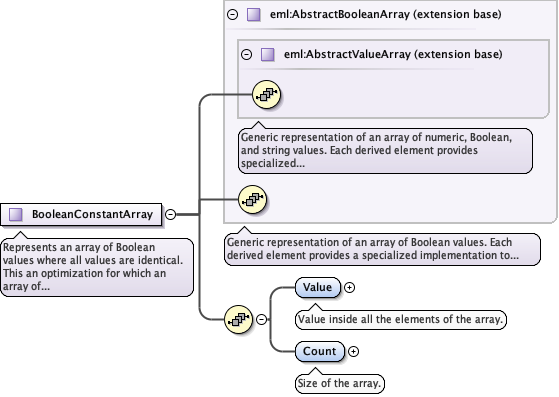 eml:AbstractBooleanArray (extension base)
eml:AbstractValueArray (extension base)
Generic representation of an array of numeric, Boolean,
and string values. Each derived element provides
specialized...
BooleanConstantArray
Represents an array of Boolean
values where all values are identical.
This an optimization for which an
array of...
Generic representation of an array of Boolean values. Each
derived element provides a specialized implementation to...
Value
Value inside all the elements of the array.
Count
Size of the array.